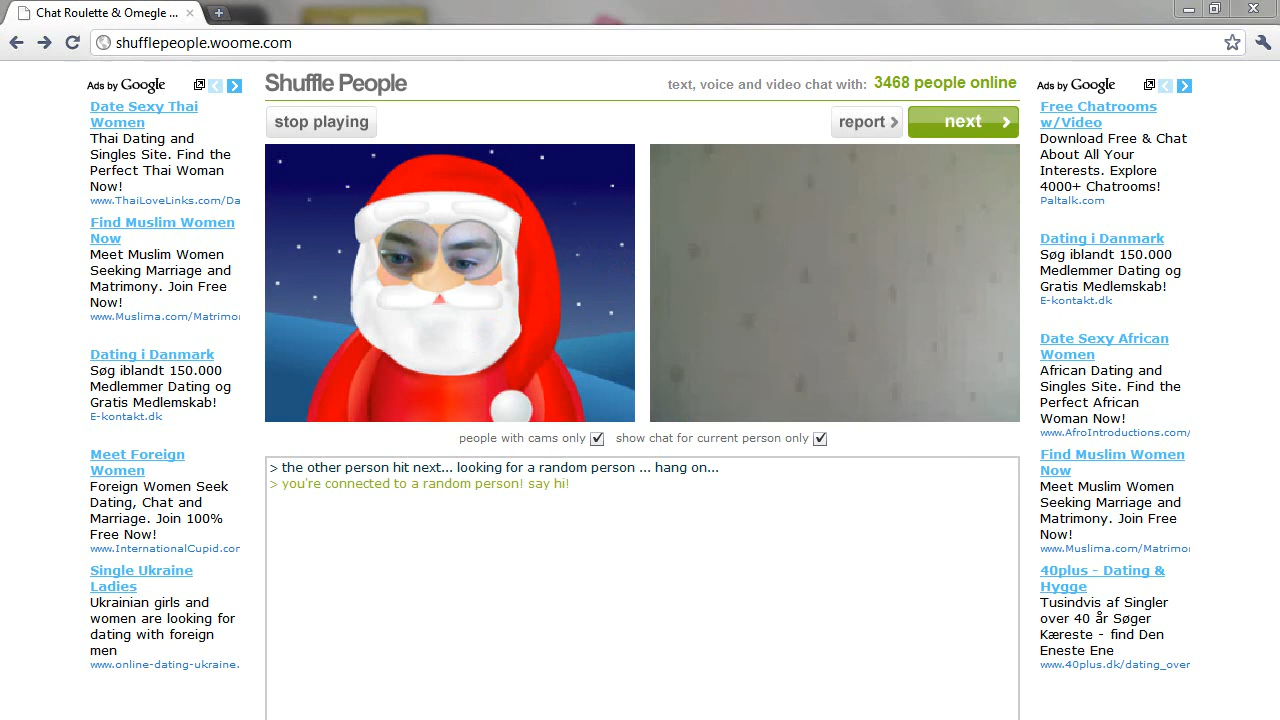 Chat Roulette & Omegle ...
shufflepeople.woome.com
Ads by Google
Date Sexy Thai
Women
Thai Dating and
Singles Site. Find the
Perfect Thai Woman
Now!
www.ThaiLoveLinks.com/Da
Find Muslim Women
Now
Meet Muslim Women
Seeking Marriage and
Matrimony. Join Free
Now!
www.Muslima.com/Matrimo
Dating i Danmark
Søg iblandt 150.000
Medlemmer Dating og
Gratis Medlemskab!
E-kontakt.dk
Meet Foreign
Women
Foreign Women Seek
Dating, Chat and
Marriage. Join 100%
Free Now!
www.InternationalCupid.com
Single Ukraine
Ladies
Ukrainian girls and
women are looking for
dating with foreign
men
www.online-dating-ukraine.
Shuffle People
text, voice and video chat with: 3468 people online
stop playing
report
next
people with cams only
show chat for current person only
> the other person hit next... looking for a random person ... hang on...
> you're connected to a random person! say hi!
Ads by Google
Free Chatrooms
w/Video
Download Free & Chat
About All Your
Interests. Explore
4000+ Chatrooms!
Paltalk.com
Dating i Danmark
Søg iblandt 150.000
Medlemmer Dating og
Gratis Medlemskab!
E-kontakt.dk
Date Sexy African
Women
African Dating and
Singles Site. Find the
Perfect African
Woman Now!
www.AfroIntroductions.com/
Find Muslim Women
Now
Meet Muslim Women
Seeking Marriage and
Matrimony. Join Free
Now!
www.Muslima.com/Matrimo
40plus - Dating &
Hygge
Tusindvis af Singler
over 40 år Søger
Kæreste - find Den
Eneste Ene
www.40plus.dk/dating_over